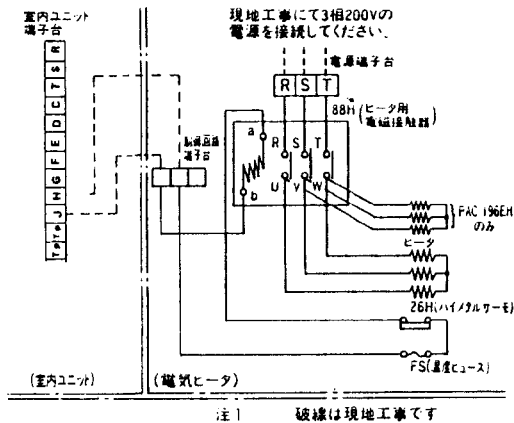 室内ユニット
端子台
現地工事にて3相200Vの
電源を接続してください.
電源端子台
R S T
88H (ヒータ用
電磁接触器)
R
S
T
C
D
E
F
G
H
J
Tp
Tp
制御回路
端子台
a
b
R S T
U V W
PAC 196EH
のみ
ヒータ
26H(バイメタルサーモ)
FS(温度ヒューズ)
(室内ユニット)
(電気ヒータ)
注1 破線は現地工事です